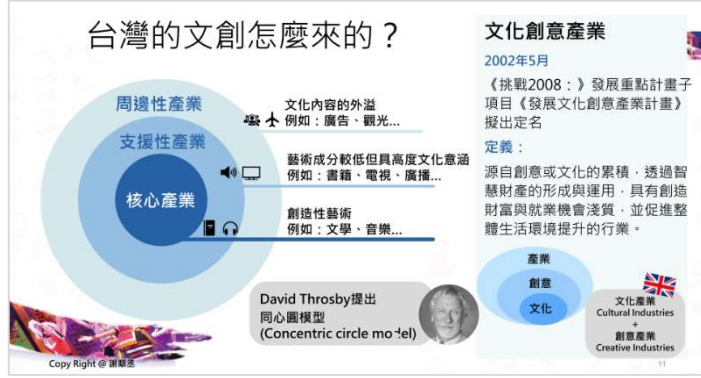 台灣的文創怎麼來的？
周邊性產業
支援性產業
核心產業
文化內容的外溢
例如：廣告、觀光...
藝術成分較低但具高度文化意涵
例如：書籍、電視、廣播...
創造性藝術
例如：文學、音樂...
David Throsby提出
同心圓模型
(Concentric circle model)
Copy Right @ 謝顒丞
文化創意產業
2002年5月
《挑戰2008：》發展重點計畫子
項目《發展文化創意產業計畫》
擬出定名
定義：
源自創意或文化的累積，透過智
慧財產的形成與運用，具有創造
財富與就業機會淺質，並促進整
體生活環境提升的行業。
產業
創意
文化
文化產業
Cultural Industries
+
創意產業
Creative Industries
11